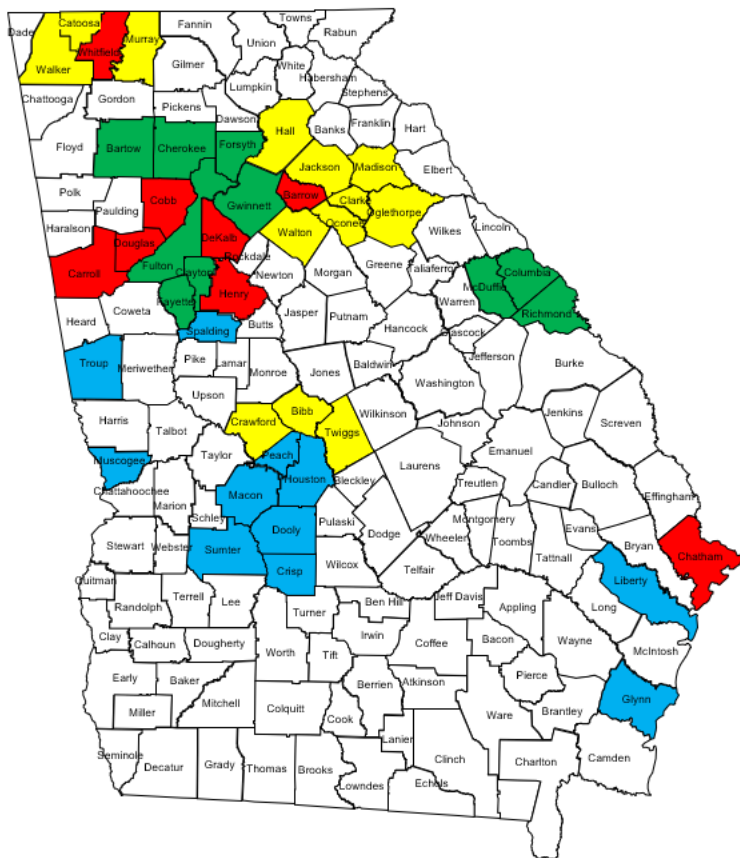 Dade
Catoosa
Whitfield
Murray
Fannin
Towns
Rabun
Union
Walker
Gilmer
White
Habersham
Stephens
Chattooga
Gordon
Pickens
Lumpkin
Dawson
Hall
Banks
Franklin
Hart
Floyd
Bartow
Cherokee
Forsyth
Jackson
Madison
Elbert
Polk
Paulding
Cobb
Gwinnett
Barrow
Clarke
Oglethorpe
Haralson
Douglas
DeKalb
Walton
Oconee
Wilkes
Lincoln
Carroll
Fulton
Clayton
Rockdale
Newton
Morgan
Greene
Taliaferro
Columbia
McDuffie
Fayette
Henry
Heard
Coweta
Spalding
Butts
Jasper
Putnam
Hancock
Warren
Richmond
Glascock
Troup
Meriwether
Pike
Lamar
Monroe
Jones
Baldwin
Jefferson
Burke
Washington
Upson
Harris
Talbot
Crawford
Bibb
Twiggs
Wilkinson
Johnson
Jenkins
Screven
Emanuel
Muscogee
Taylor
Peach
Houston
Bleckley
Laurens
Treutlen
Candler
Bulloch
Effingham
Chattahoochee
Marion
Macon
Schley
Pulaski
Dodge
Wheeler
Montgomery
Toombs
Evans
Tattnall
Bryan
Chatham
Stewart
Webster
Sumter
Dooly
Crisp
Wilcox
Telfair
Liberty
Long
Quitman
Randolph
Terrell
Lee
Turner
Ben Hill
Jeff Davis
Appling
Wayne
McIntosh
Clay
Calhoun
Dougherty
Worth
Tift
Irwin
Coffee
Bacon
Pierce
Early
Baker
Mitchell
Berrien
Atkinson
Glynn
Miller
Colquitt
Cook
Ware
Brantley
Lanier
Seminole
Decatur
Grady
Thomas
Brooks
Lowndes
Clinch
Echols
Charlton
Camden